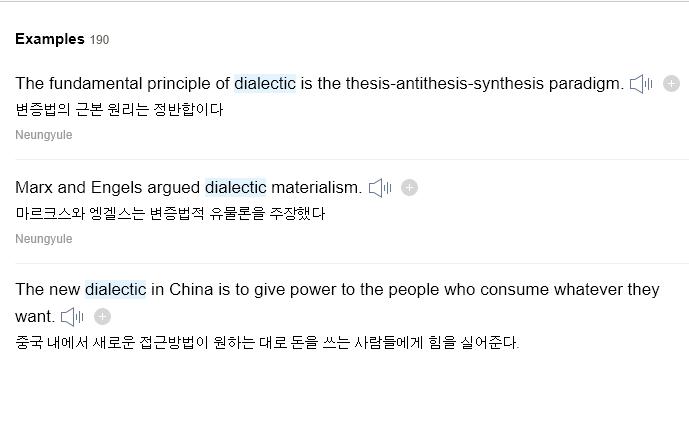 Examples 190
The fundamental principle of dialectic is the thesis-antithesis-synthesis paradigm.
변증법의 근본 원리는 정반합이다
Neungyule
Marx and Engels argued dialectic materialism.
마르크스와 엥겔스는 변증법적 유물론을 주장했다
Neungyule
The new dialectic in China is to give power to the people who consume whatever they
want.
중국 내에서 새로운 접근방법이 원하는 대로 돈을 쓰는 사람들에게 힘을 실어준다.